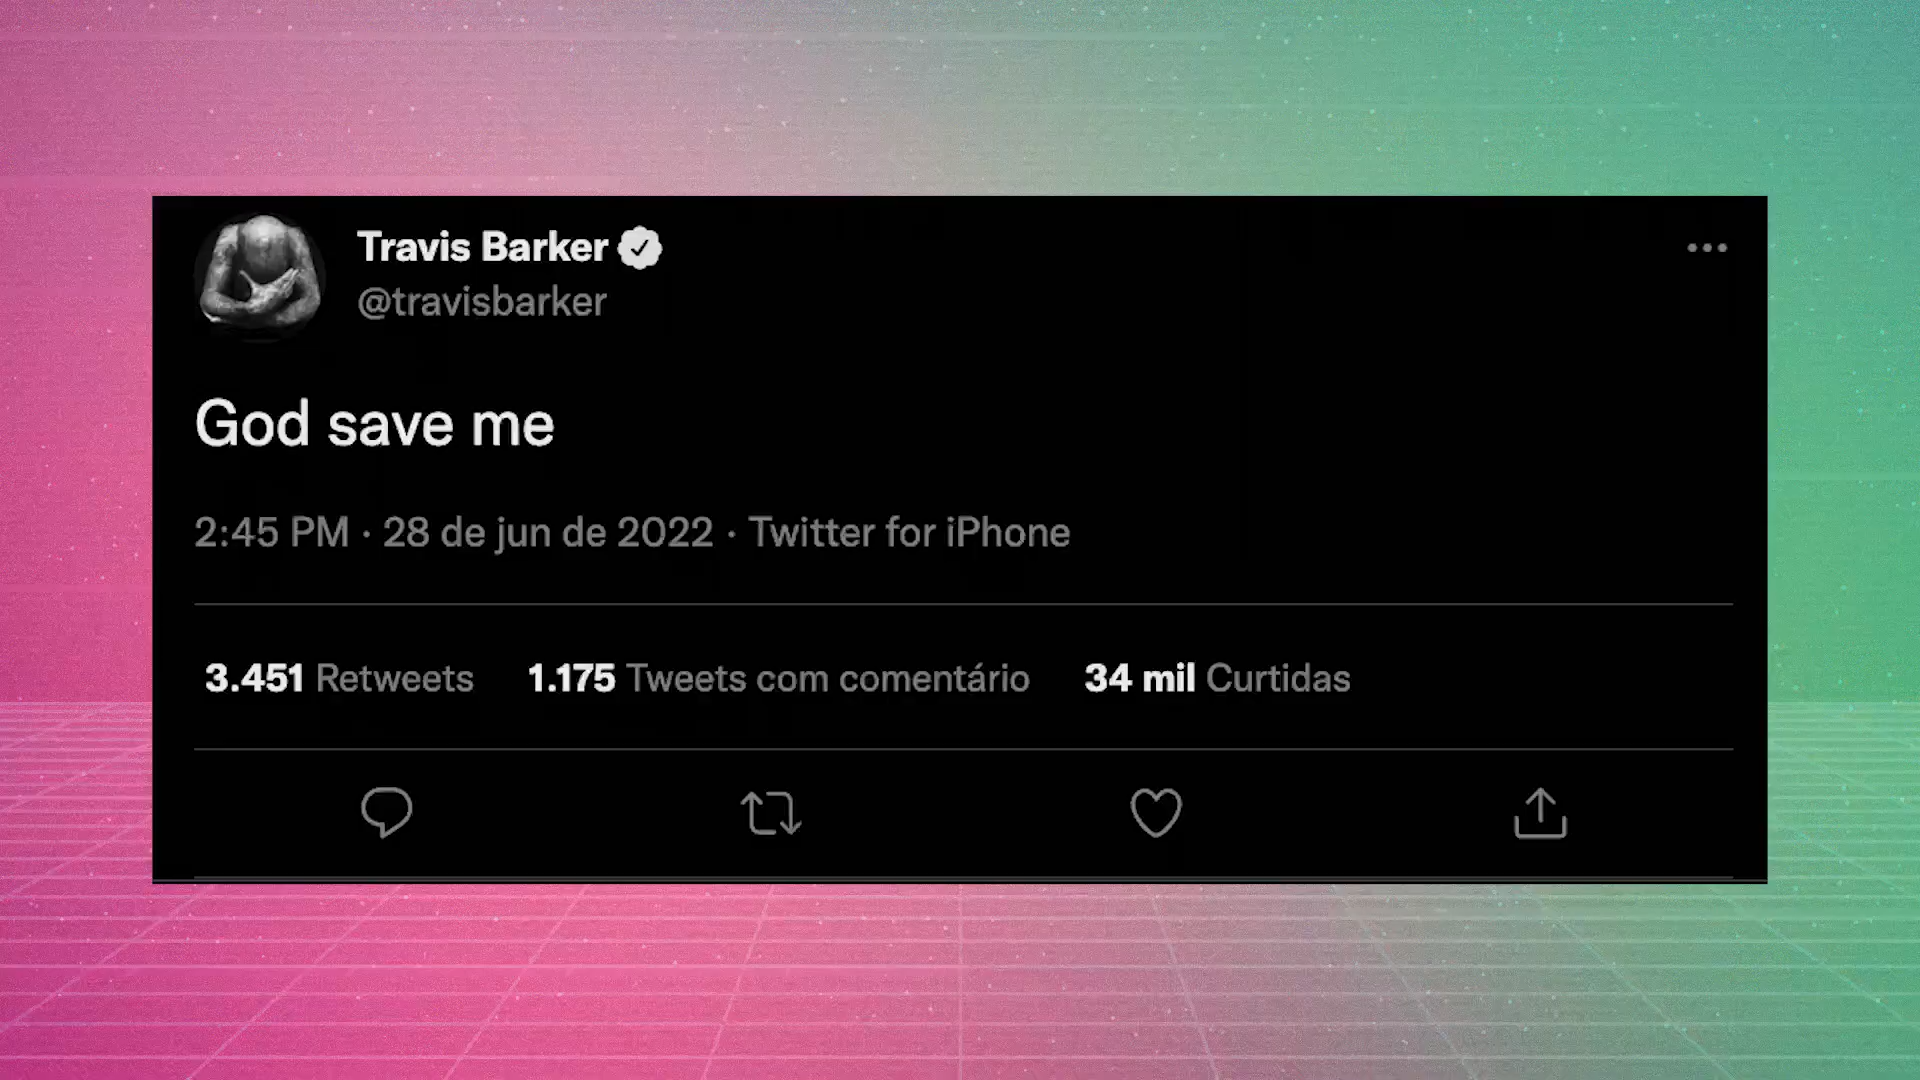 Travis Barker
@travisbarker
God save me
2:45 PM · 28 de jun de 2022 · Twitter for iPhone
3.451 Retweets 1.175 Tweets com comentário 34 mil Curtidas